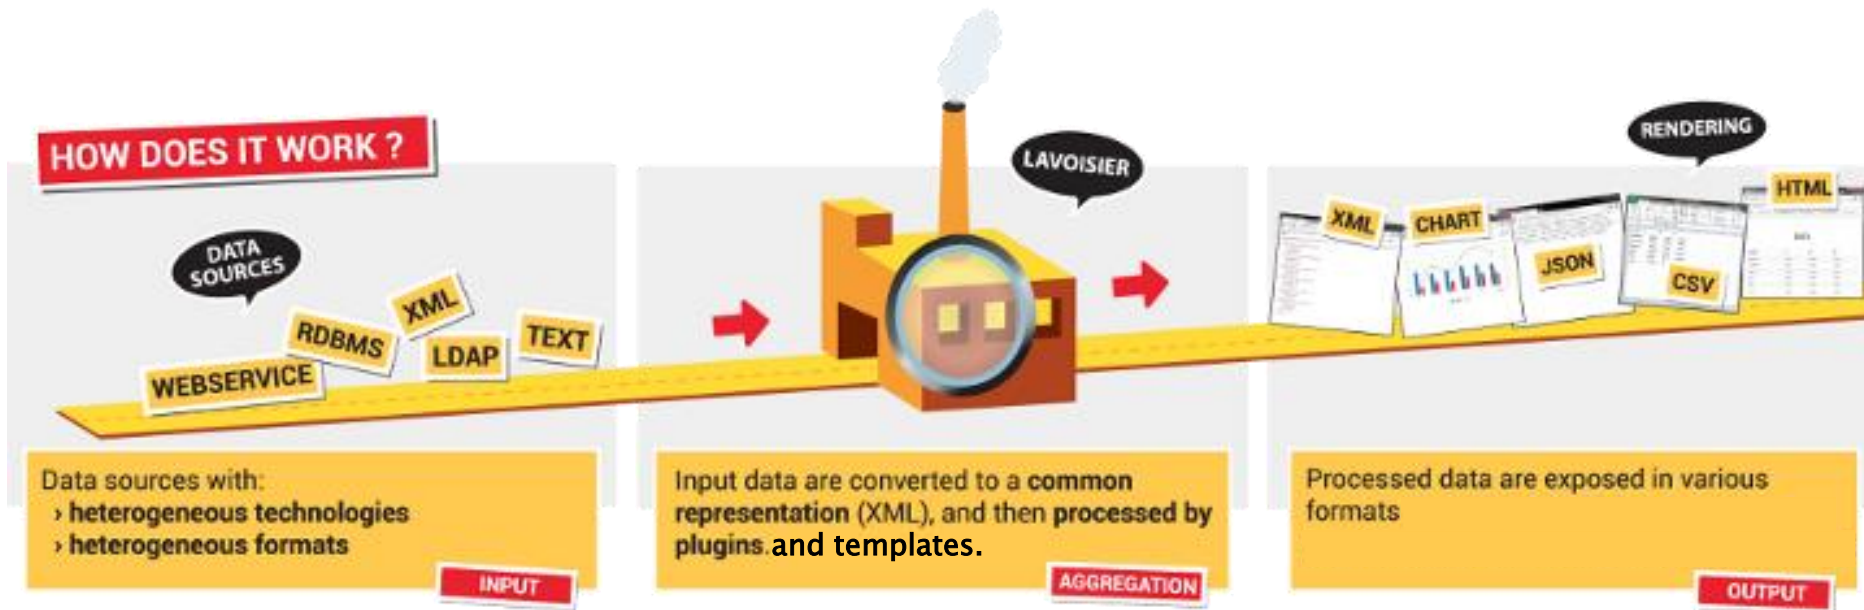 HOW DOES IT WORK ?
DATA
SOURCES
WEBSERVICE
RDBMS
XML
LDAP
TEXT
Data sources with:
› heterogeneous technologies
› heterogeneous formats
INPUT
LAVOISIER
Input data are converted to a common
representation (XML), and then processed by
plugins.and templates.
AGGREGATION
RENDERING
XML
CHART
JSON
CSV
HTML
Processed data are exposed in various
formats
OUTPUT